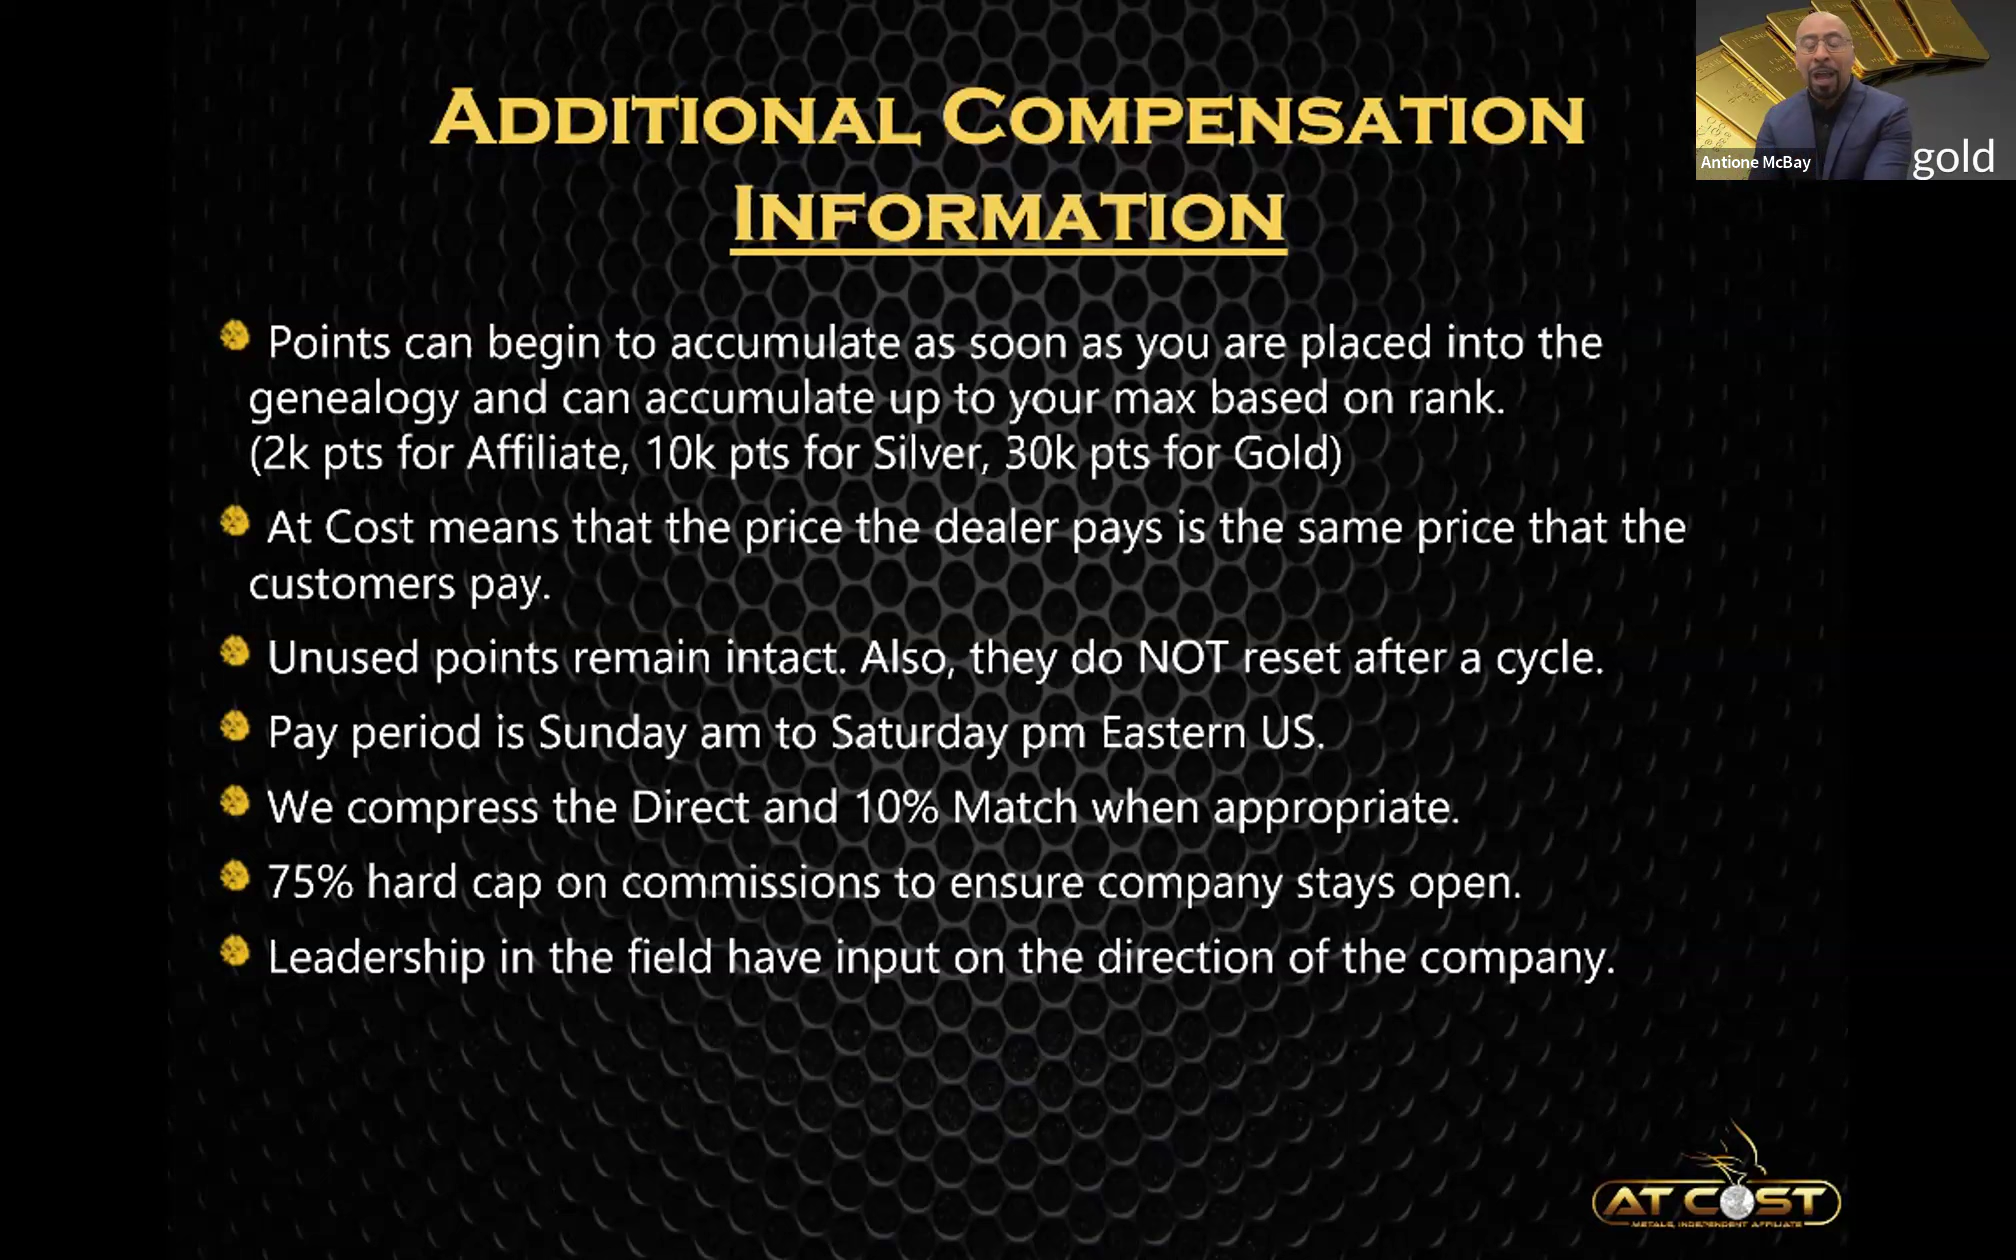 ADDITIONAL COMPENSATION
INFORMATION
Antione McBay
gold
Points can begin to accumulate as soon as you are placed into the
genealogy and can accumulate up to your max based on rank.
(2k pts for Affiliate, 10k pts for Silver, 30k pts for Gold)
At Cost means that the price the dealer pays is the same price that the
customers pay.
Unused points remain intact. Also, they do NOT reset after a cycle.
Pay period is Sunday am to Saturday pm Eastern US.
We compress the Direct and 10% Match when appropriate.
75% hard cap on commissions to ensure company stays open.
Leadership in the field have input on the direction of the company.
AT COST
METALS, INDEPENDENT AFFILIATE